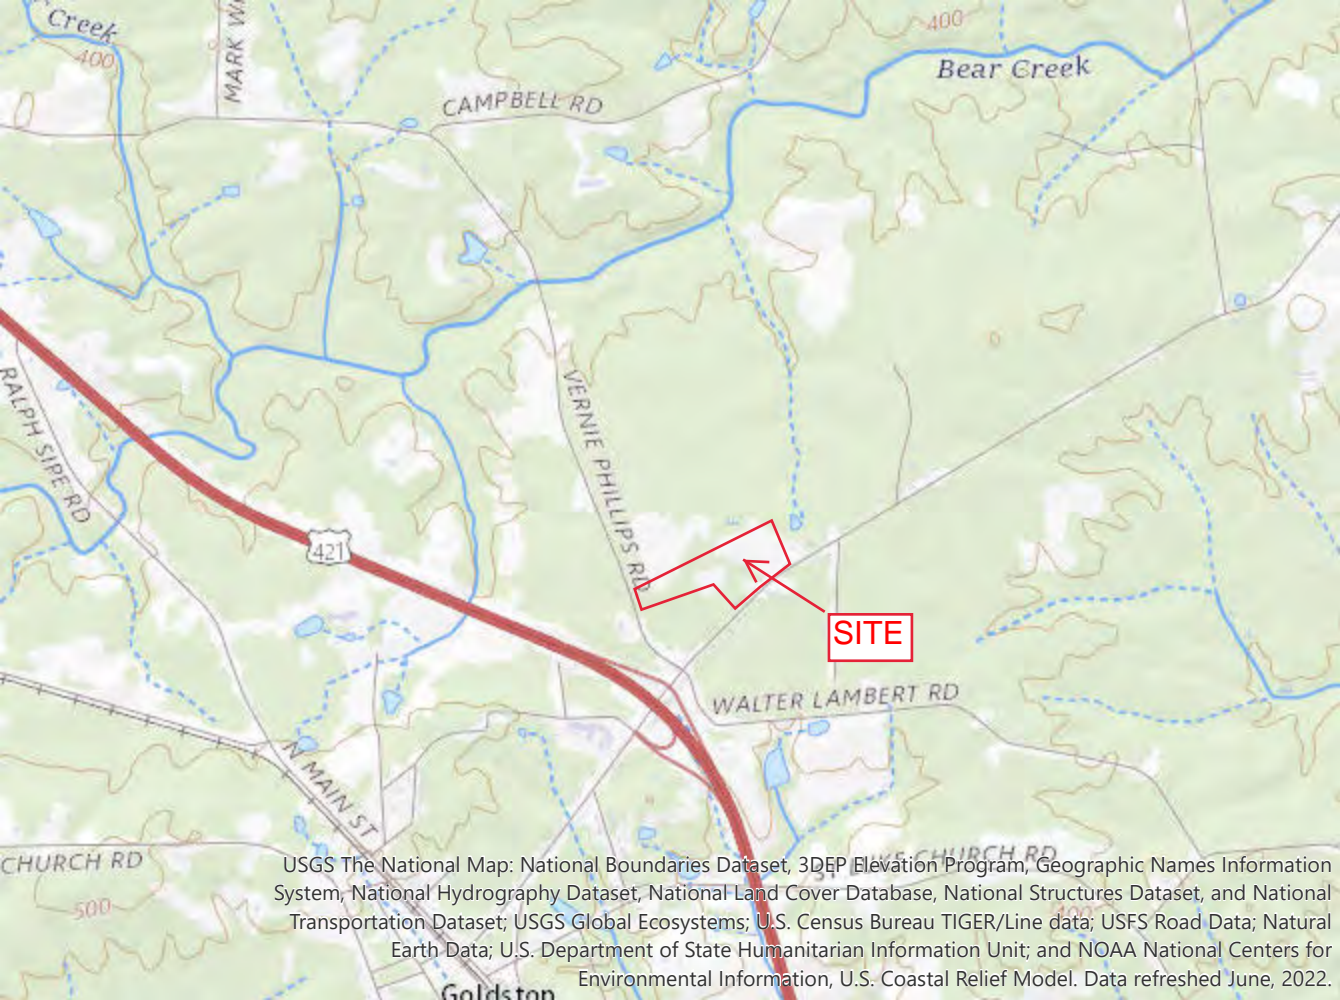 Creek
400
MARK
400
Bear Creek
CAMPBELL RD
RALPH SIPE RD
VERNIE PHILLIPS RD
421
SITE
WALTER LAMBERT RD
N MAIN ST
CHURCH RD
CHURCH RD
500
USGS The National Map: National Boundaries Dataset, 3DEP Elevation Program, Geographic Names Information
System, National Hydrography Dataset, National Land Cover Database, National Structures Dataset, and National
Transportation Dataset; USGS Global Ecosystems; U.S. Census Bureau TIGER/Line data; USFS Road Data; Natural
Earth Data; U.S. Department of State Humanitarian Information Unit; and NOAA National Centers for
Environmental Information, U.S. Coastal Relief Model. Data refreshed June, 2022.
Goldston